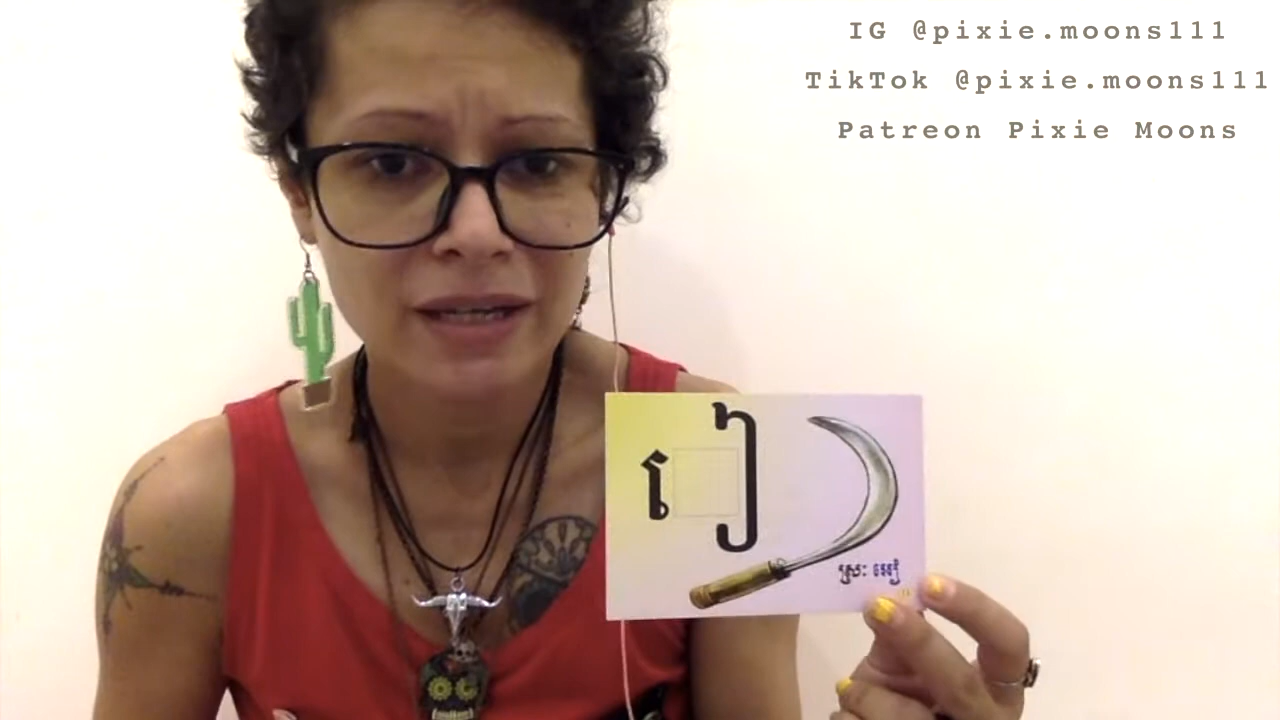 IG @pixie.moons111
TikTok @pixie.moons111
Patreon Pixie Moons
ៀ
ស្រៈ អៀ